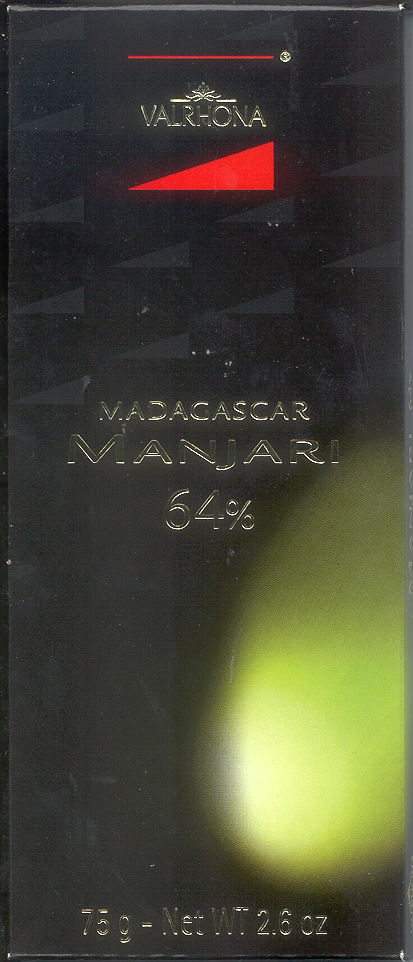 ®
VALRHONA
MADAGASCAR
MANJARI
64%
75 g - Net WT 2.6 oz